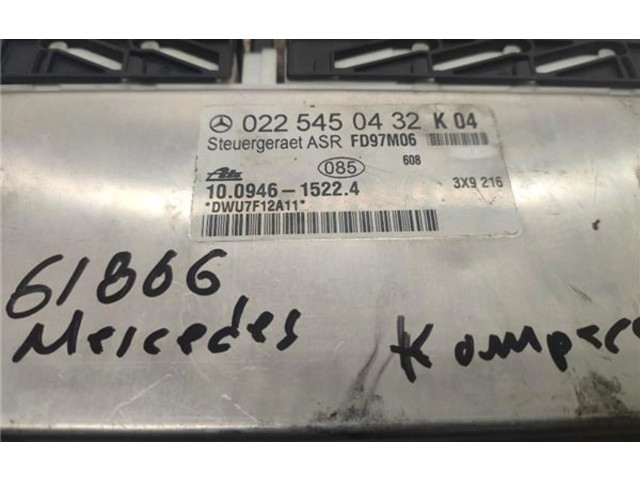 022 545 04 32 K 04
Steuergeraet ASR FD97M06
085 608
Ate
10.0946-1522.4 3X9 216
*DWU7F12A11*
61866
Mercedes